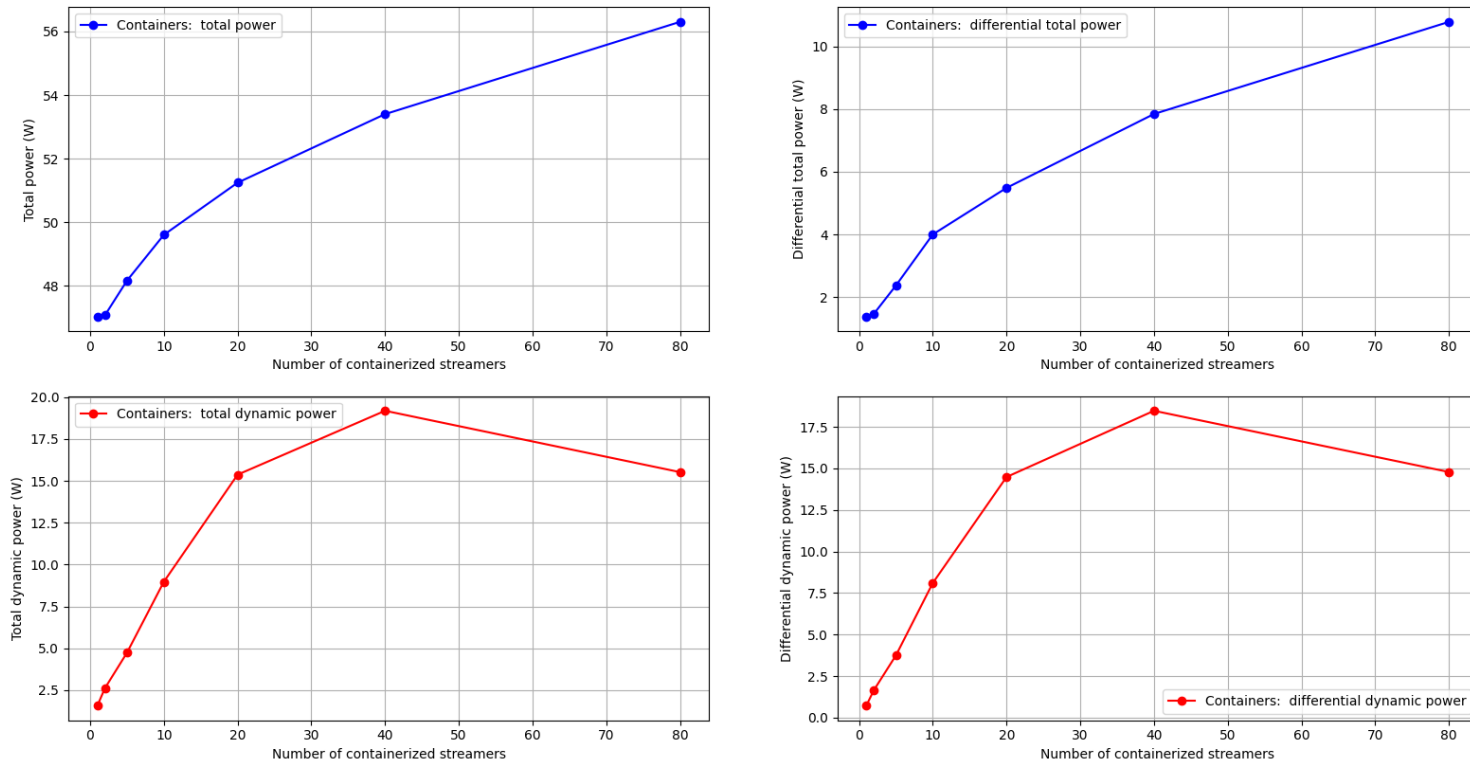 Containers:  total power
Total power (W)
56
54
52
50
48
0 10 20 30 40 50 60 70 80
Number of containerized streamers
Containers:  differential total power
Differential total power (W)
10
8
6
4
2
0 10 20 30 40 50 60 70 80
Number of containerized streamers
Containers:  total dynamic power
Total dynamic power (W)
20.0
17.5
15.0
12.5
10.0
7.5
5.0
2.5
0 10 20 30 40 50 60 70 80
Number of containerized streamers
Differential dynamic power (W)
17.5
15.0
12.5
10.0
7.5
5.0
2.5
0.0
Containers:  differential dynamic power
0 10 20 30 40 50 60 70 80
Number of containerized streamers